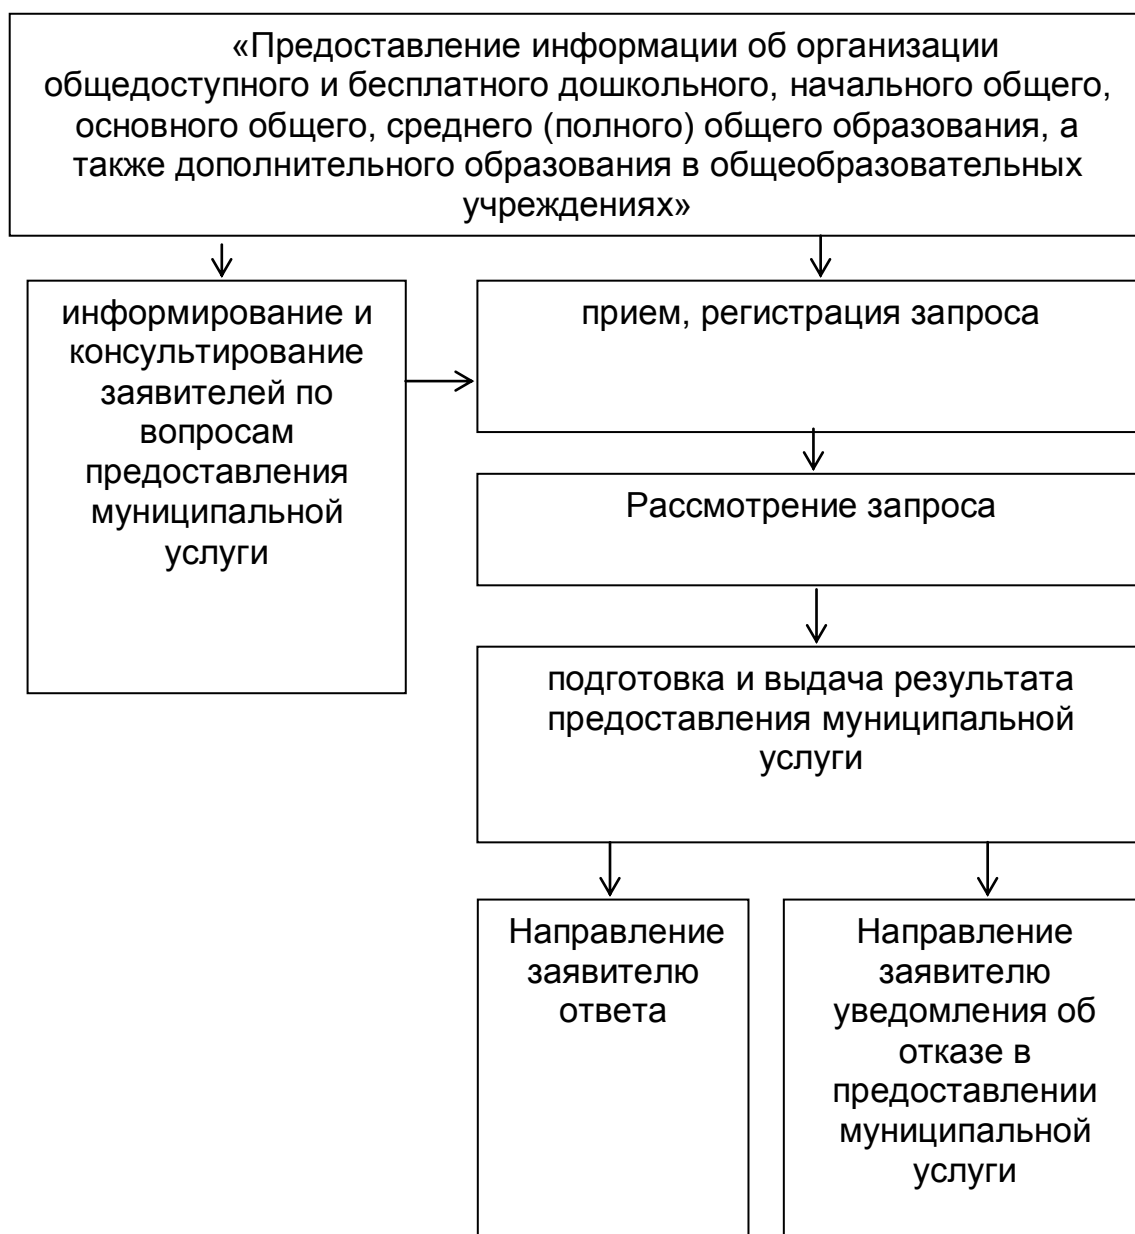 «Предоставление информации об организации
общедоступного и бесплатного дошкольного, начального общего,
основного общего, среднего (полного) общего образования, а
также дополнительного образования в общеобразовательных
учреждениях»
информирование и
консультирование
заявителей по
вопросам
предоставления
муниципальной
услуги
прием, регистрация запроса
Рассмотрение запроса
подготовка и выдача результата
предоставления муниципальной
услуги
Направление
заявителю
ответа
Направление
заявителю
уведомления об
отказе в
предоставлении
муниципальной
услуги